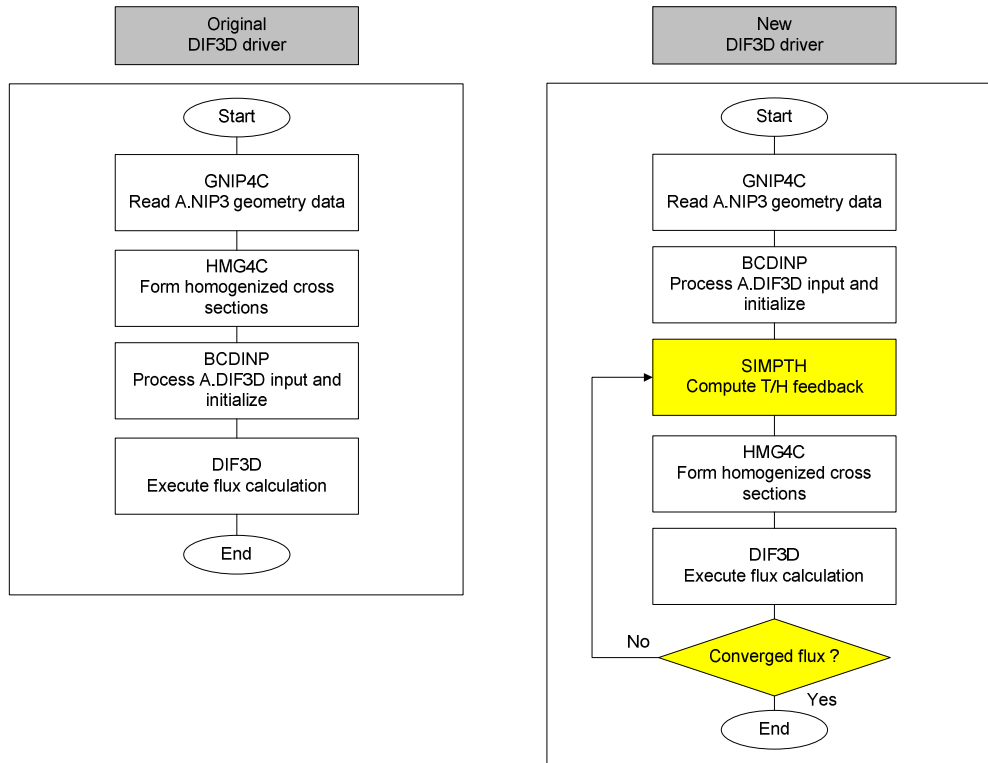 Original
DIF3D driver
Start
GNIP4C
Read A.NIP3 geometry data
HMG4C
Form homogenized cross
sections
BCDINP
Process A.DIF3D input and
initialize
DIF3D
Execute flux calculation
End
New
DIF3D driver
Start
GNIP4C
Read A.NIP3 geometry data
BCDINP
Process A.DIF3D input and
initialize
SIMPTH
Compute T/H feedback
HMG4C
Form homogenized cross
sections
DIF3D
Execute flux calculation
No
Converged flux ?
Yes
End